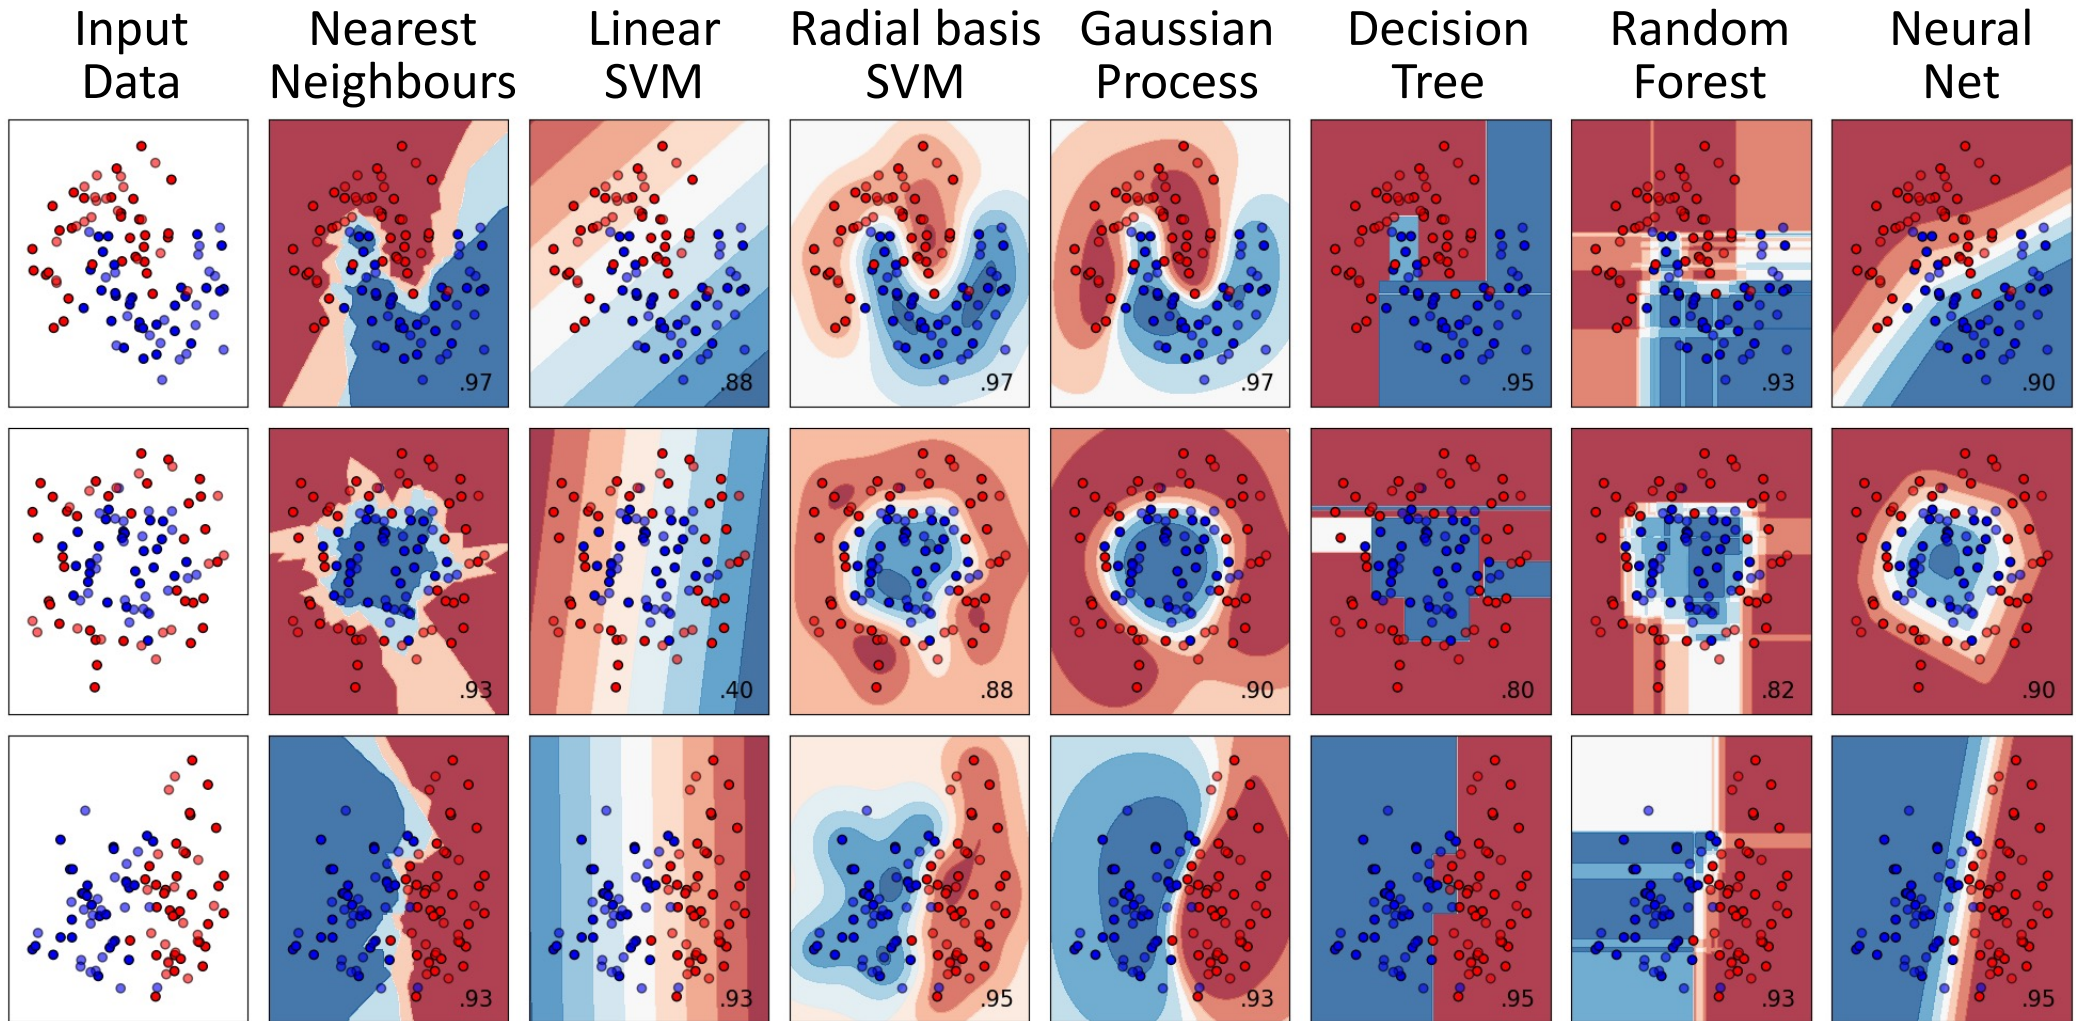 Input Data
Nearest Neighbours
Linear SVM
Radial basis SVM
Gaussian Process
Decision Tree
Random Forest
Neural Net
.97 .88 .97 .97 .95 .93 .90
.93 .40 .88 .90 .80 .82 .90
.93 .93 .95 .93 .95 .93 .95